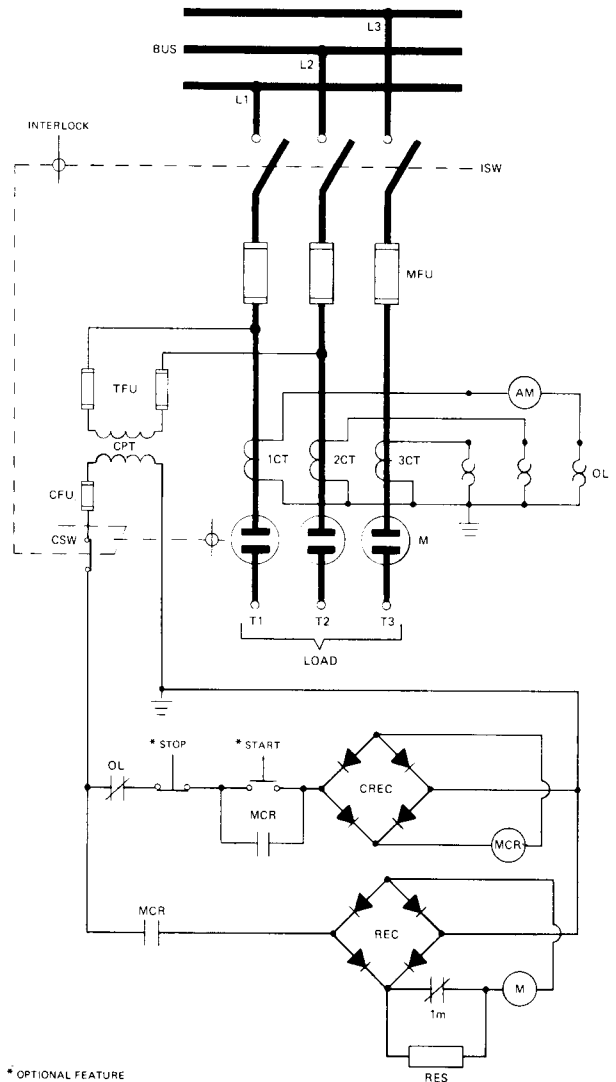 L3
BUS
L2
L1
INTERLOCK
ISW
MFU
TFU
AM
CPT
1CT
2CT
3CT
OL
CFU
CSW
M
T1
T2
T3
LOAD
* STOP
* START
OL
CREC
MCR
MCR
MCR
REC
M
1m
RES
* OPTIONAL FEATURE